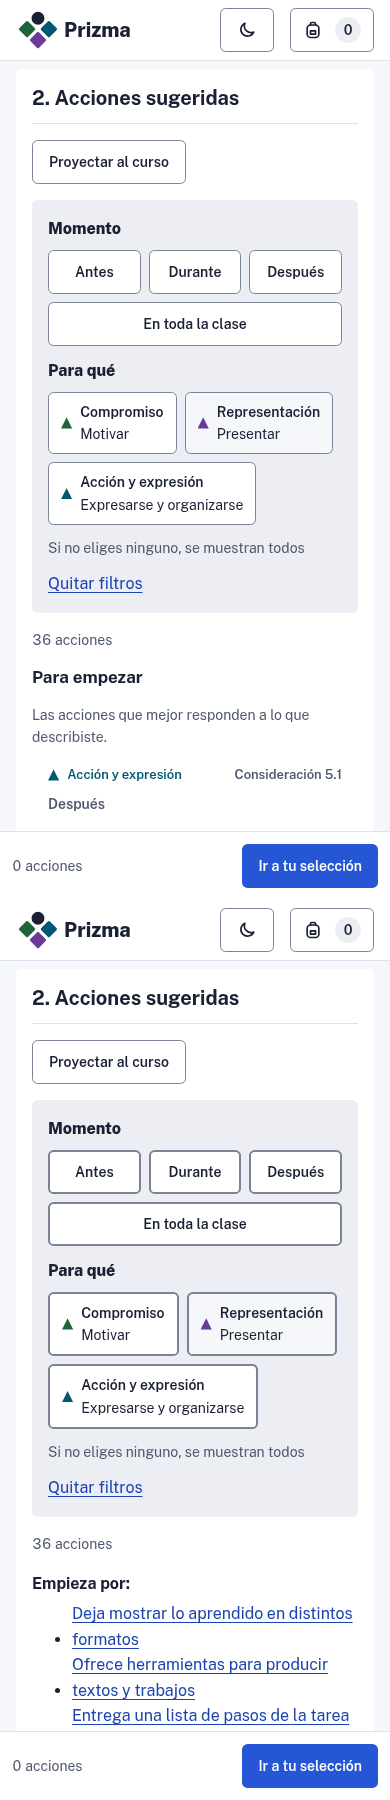 Prizma
0
2. Acciones sugeridas
Proyectar al curso
Momento
Antes
Durante
Después
En toda la clase
Para qué
Compromiso
Motivar
Representación
Presentar
Acción y expresión
Expresarse y organizarse
Si no eliges ninguno, se muestran todos
Quitar filtros
36 acciones
Para empezar
Las acciones que mejor responden a lo que
describiste.
Acción y expresión
Consideración 5.1
Después
0 acciones
Ir a tu selección
Prizma
0
2. Acciones sugeridas
Proyectar al curso
Momento
Antes
Durante
Después
En toda la clase
Para qué
Compromiso
Motivar
Representación
Presentar
Acción y expresión
Expresarse y organizarse
Si no eliges ninguno, se muestran todos
Quitar filtros
36 acciones
Empieza por:
Deja mostrar lo aprendido en distintos
formatos
Ofrece herramientas para producir
textos y trabajos
Entrega una lista de pasos de la tarea
0 acciones
Ir a tu selección